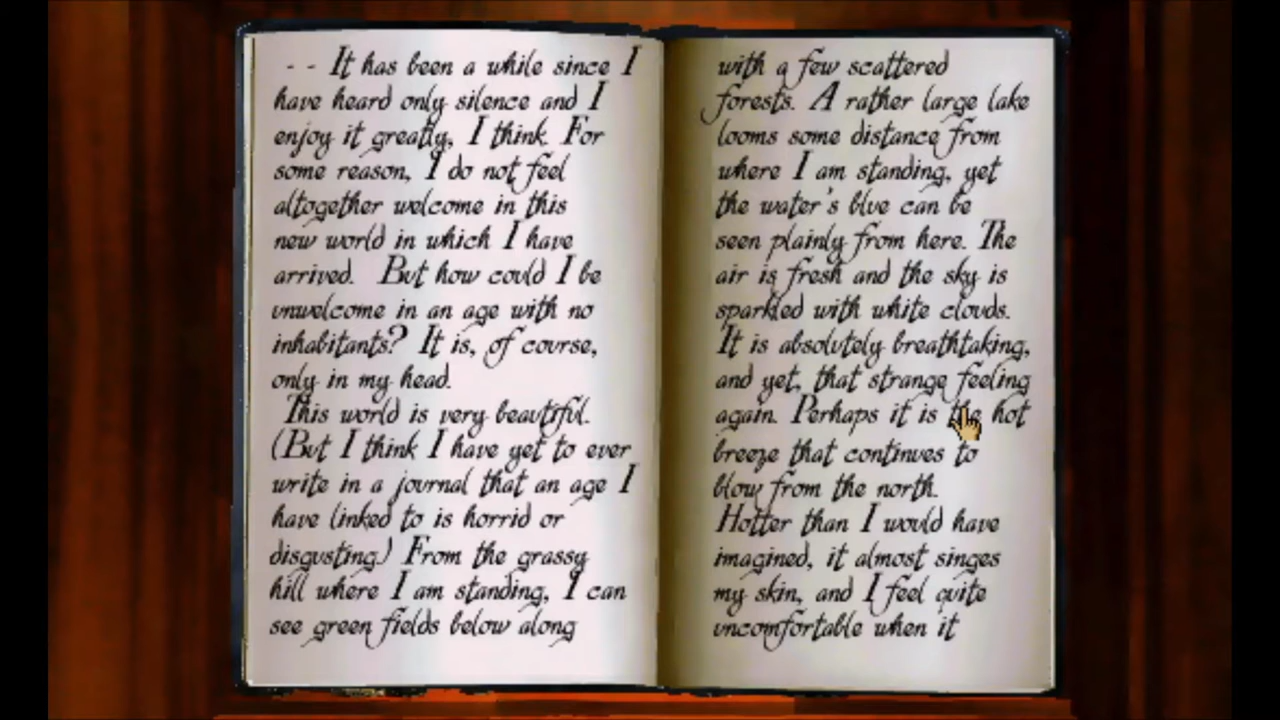 - - It has been a while since I
have heard only silence and I
enjoy it greatly, I think. For
some reason, I do not feel
altogether welcome in this
new world in which I have
arrived. But how could I be
unwelcome in an age with no
inhabitants? It is, of course,
only in my head.
This world is very beautiful.
(But I think I have yet to ever
write in a journal that an age I
have linked to is horrid or
disgusting.) From the grassy
hill where I am standing, I can
see green fields below along
with a few scattered
forests. A rather large lake
looms some distance from
where I am standing, yet
the water's blue can be
seen plainly from here. The
air is fresh and the sky is
sparkled with white clouds.
It is absolutely breathtaking,
and yet, that strange feeling
again. Perhaps it is the hot
breeze that continues to
blow from the north.
Hotter than I would have
imagined, it almost singes
my skin, and I feel quite
uncomfortable when it